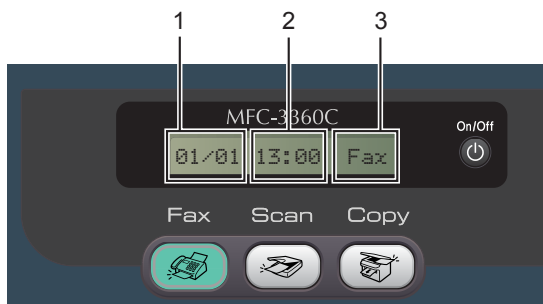 1 2 3
MFC-3360C
On/Off
01/01 13:00 Fax
Fax Scan Copy